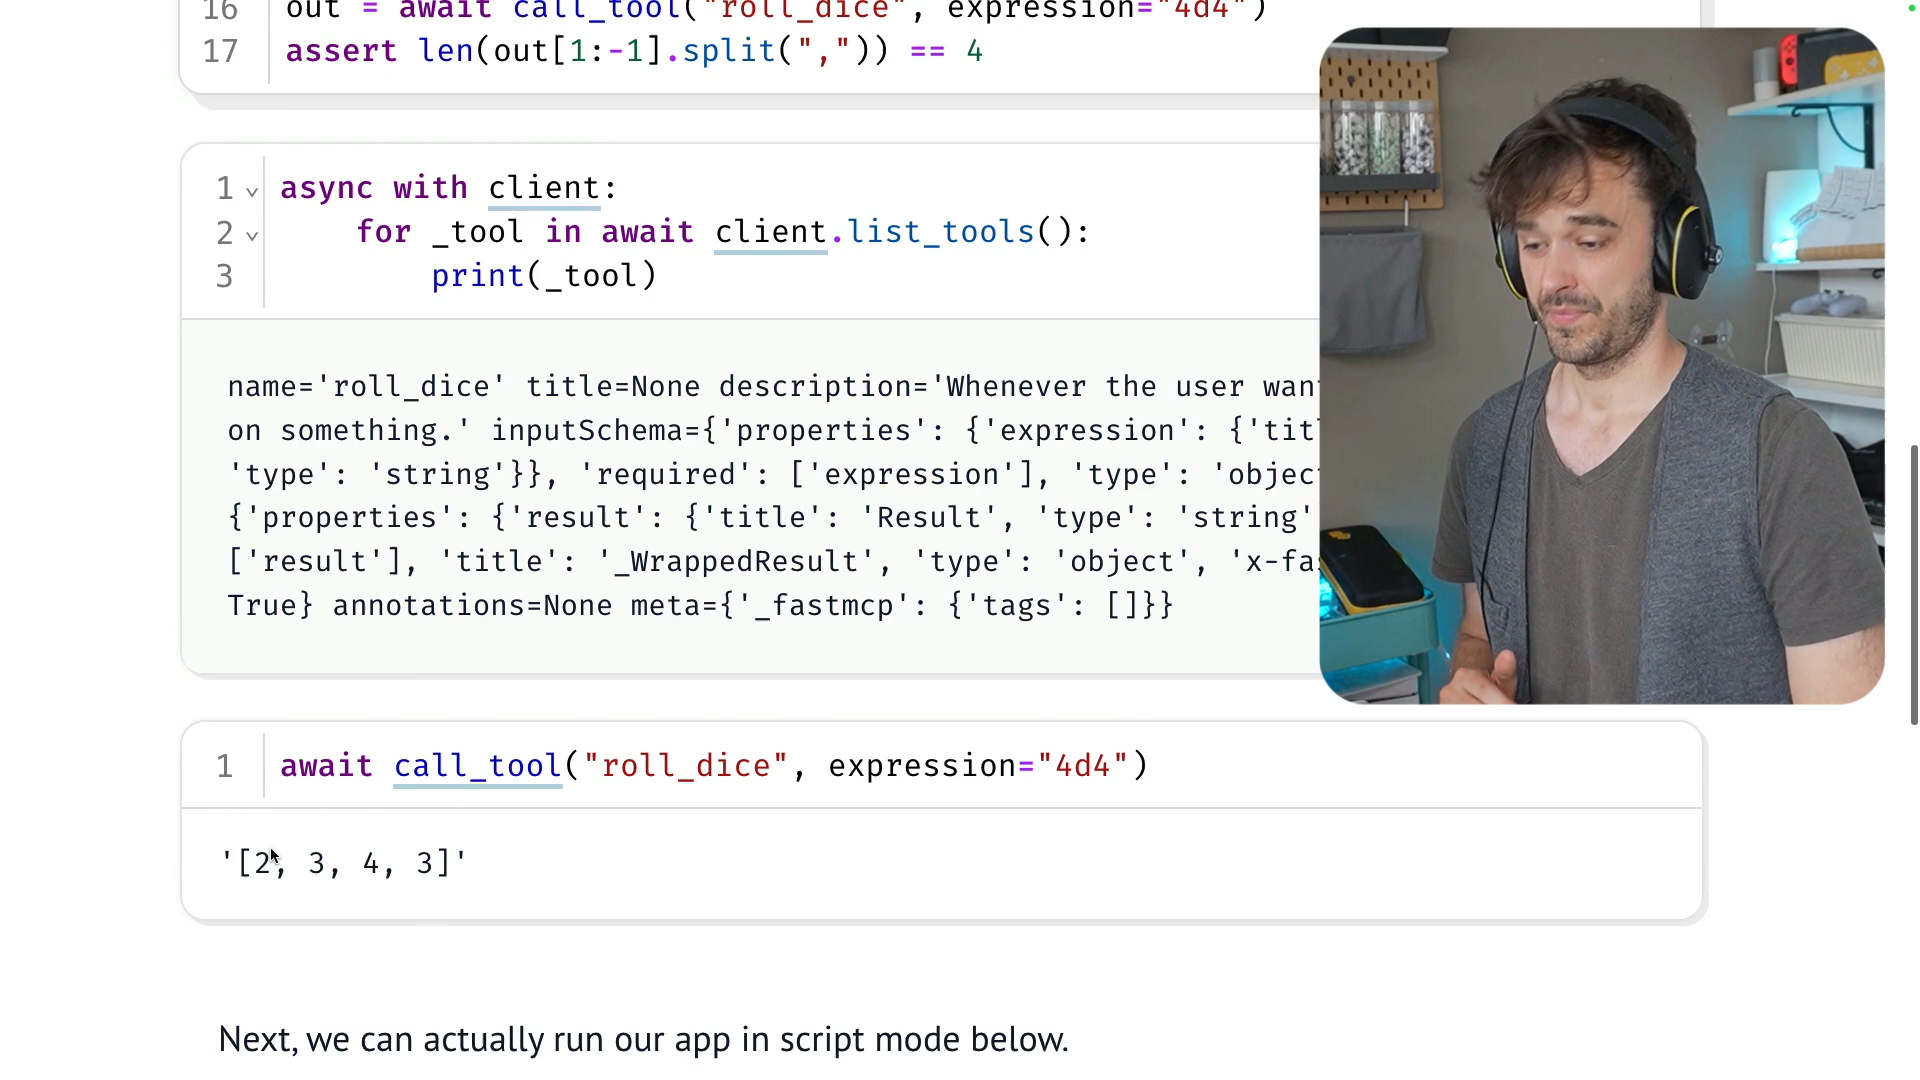 16 out = await call_tool("roll_dice", expression="4d4")
17 assert len(out[1:-1].split(",")) == 4
1 async with client:
2 for _tool in await client.list_tools():
3 print(_tool)
name='roll_dice' title=None description='Whenever the user
on something.' inputSchema={'properties': {'expression':
'type': 'string'}}, 'required': ['expression'], 'type':
{'properties': {'result': {'title': 'Result', 'type': 'string'
['result'], 'title': '_WrappedResult', 'type': 'object',
True} annotations=None meta={'_fastmcp': {'tags': []}}
1 await call_tool("roll_dice", expression="4d4")
'[2, 3, 4, 3]'
Next, we can actually run our app in script mode below.